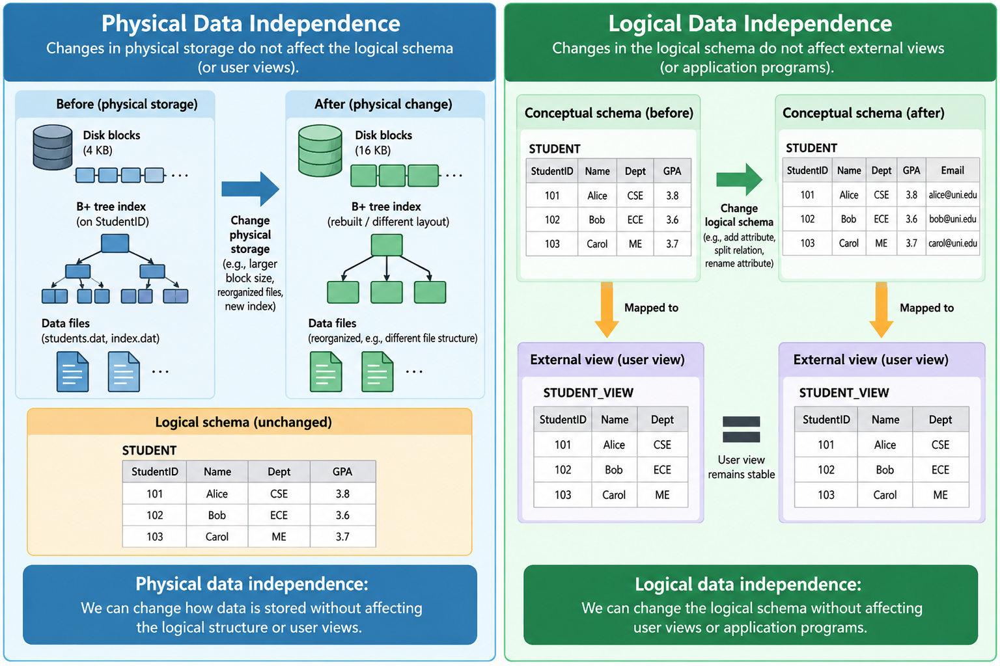 Physical Data Independence
Changes in physical storage do not affect the logical schema
(or user views).
Before (physical storage)
Disk blocks
(4 KB)
...
B+ tree index
(on StudentID)
Data files
(students.dat, index.dat)
...
Change
physical
storage
(e.g., larger
block size,
reorganized files,
new index)
After (physical change)
Disk blocks
(16 KB)
...
B+ tree index
(rebuilt / different layout)
Data files
(reorganized, e.g., different file structure)
...
Logical schema (unchanged)
STUDENT
StudentID Name Dept GPA
101 Alice CSE 3.8
102 Bob ECE 3.6
103 Carol ME 3.7
Physical data independence:
We can change how data is stored without affecting
the logical structure or user views.
Logical Data Independence
Changes in the logical schema do not affect external views
(or application programs).
Conceptual schema (before)
STUDENT
StudentID Name Dept GPA
101 Alice CSE 3.8
102 Bob ECE 3.6
103 Carol ME 3.7
Change
logical schema
(e.g., add attribute,
split relation,
rename attribute)
Conceptual schema (after)
STUDENT
StudentID Name Dept GPA Email
101 Alice CSE 3.8 alice@uni.edu
102 Bob ECE 3.6 bob@uni.edu
103 Carol ME 3.7 carol@uni.edu
Mapped to
Mapped to
External view (user view)
STUDENT_VIEW
StudentID Name Dept
101 Alice CSE
102 Bob ECE
103 Carol ME
User view
remains stable
External view (user view)
STUDENT_VIEW
StudentID Name Dept
101 Alice CSE
102 Bob ECE
103 Carol ME
Logical data independence:
We can change the logical schema without affecting
user views or application programs.